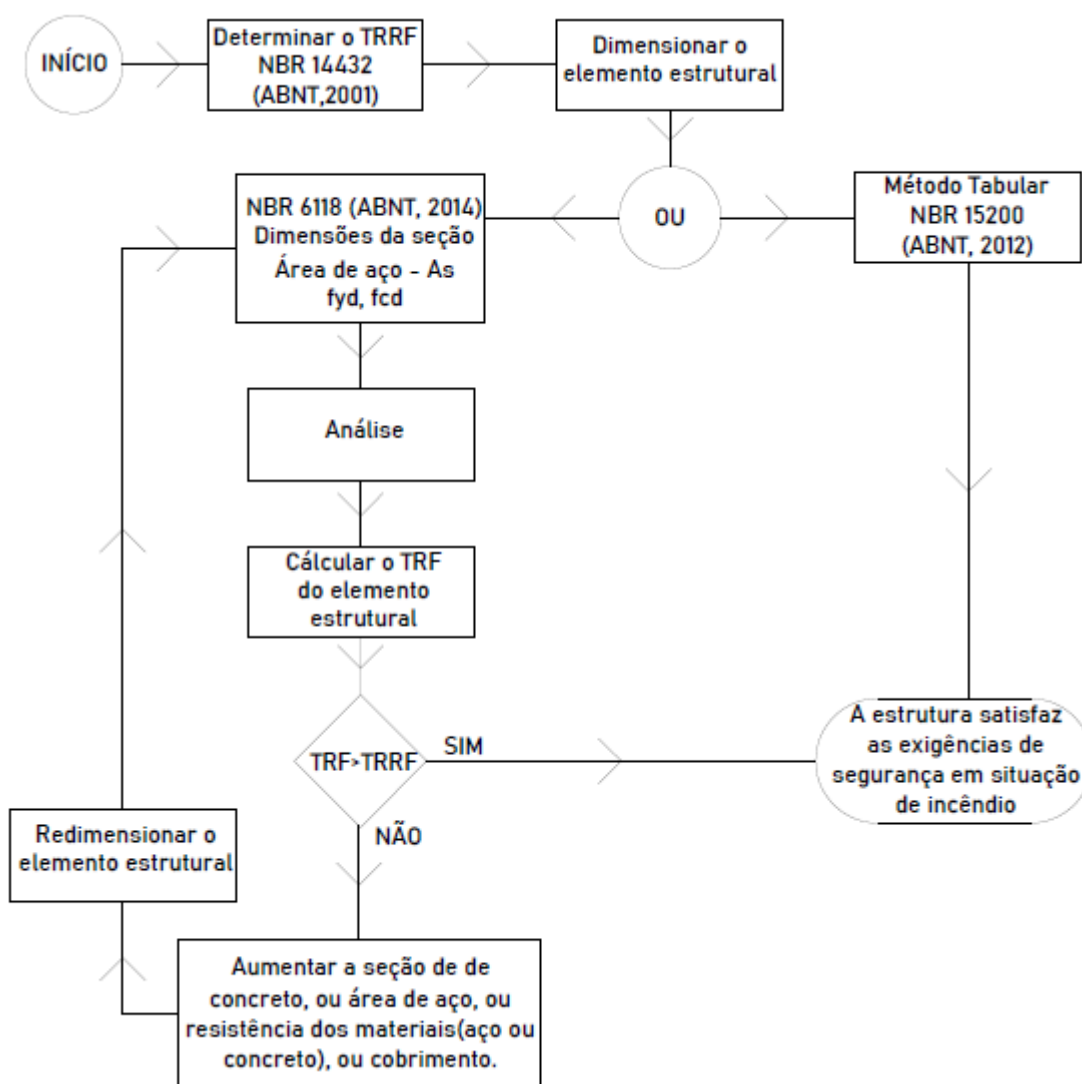 INÍCIO
Determinar o TRRF
NBR 14432
(ABNT,2001)
Dimensionar o
elemento estrutural
OU
Método Tabular
NBR 15200
(ABNT, 2012)
NBR 6118 (ABNT, 2014)
Dimensões da seção
Área de aço - As
fyd, fcd
Análise
Cálcular o TRF
do elemento
estrutural
TRF>TRRF
SIM
A estrutura satisfaz
as exigências de
segurança em situação
de incêndio
NÃO
Redimensionar o
elemento estrutural
Aumentar a seção de de
concreto, ou área de aço, ou
resistência dos materiais(aço ou
concreto), ou cobrimento.